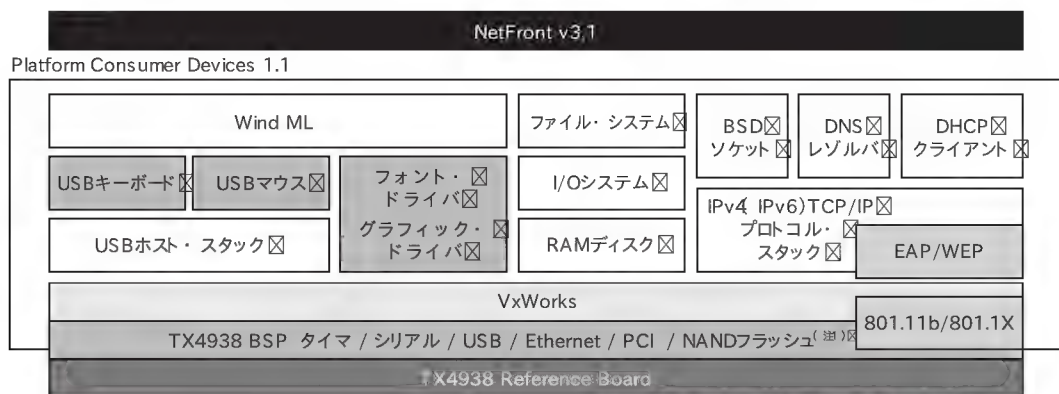 NetFront v3.1
Platform Consumer Devices 1.1
Wind ML
ファイル・システム
BSD
ソケット
DNS
レゾルバ
DHCP
クライアント
USBキーボード
USBマウス
フォント・
ドライバ
グラフィック・
ドライバ
I/Oシステム
IPv4, IPv6)TCP/IP
プロトコル・
スタック
USBホスト・スタック
RAMディスク
EAP/WEP
VxWorks
801.11b/801.1X
TX4938 BSP タイマ / シリアル / USB / Ethernet / PCI / NANDフラッシュ(注)
TX4938 Reference Board